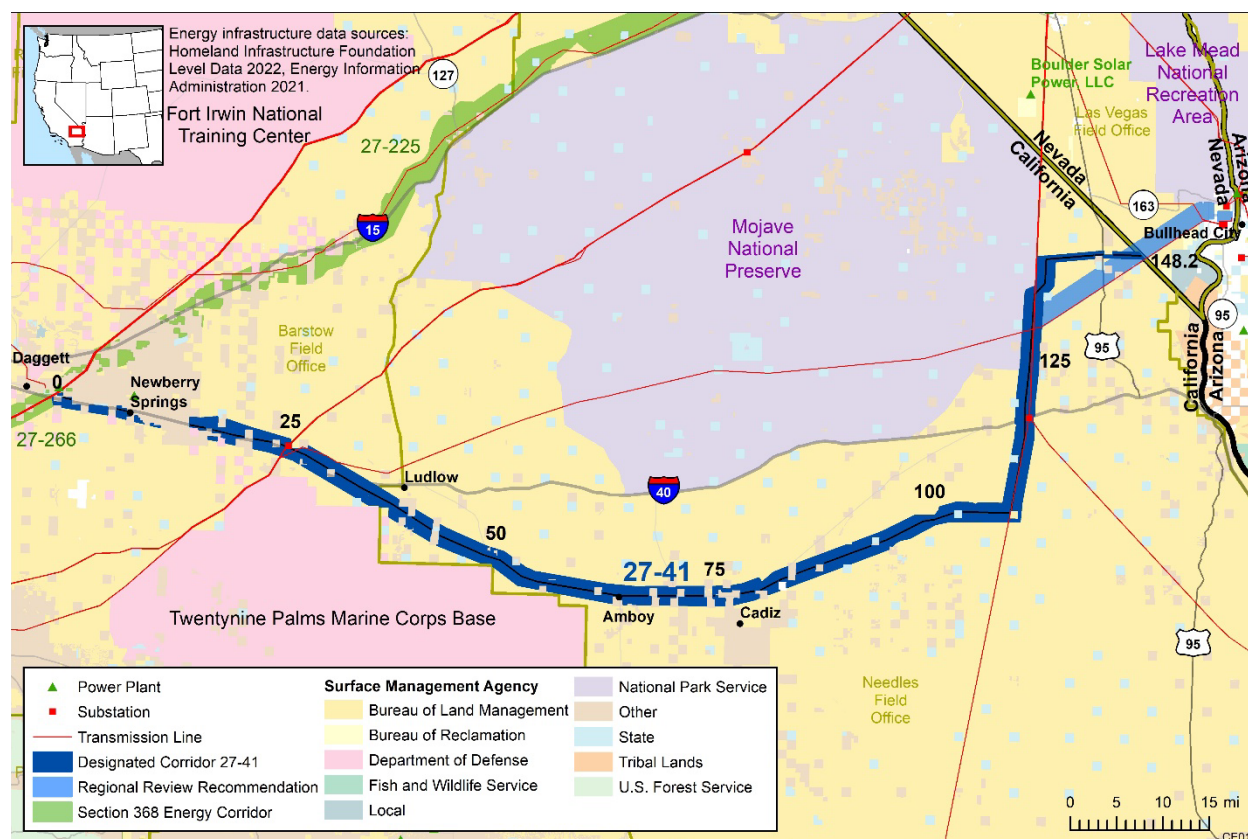 Energy infrastructure data sources:
Homeland Infrastructure Foundation
Level Data 2022, Energy Information
Administration 2021.
127
Fort Irwin National
Training Center
27-225
15
Boulder Solar
Power, LLC
Las Vegas
Field Office
Lake Mead
National
Recreation
Area
Nevada
California
Nevada
Arizona
163
Bullhead City
148.2
Mojave
National
Preserve
Barstow
Field
Office
Daggett
0
Newberry
Springs
27-266
25
Ludlow
50
40
100
125
95
95
California
Arizona
27-41
75
Amboy
Cadiz
Twentynine Palms Marine Corps Base
95
Needles
Field
Office
Power Plant
Substation
Transmission Line
Designated Corridor 27-41
Regional Review Recommendation
Section 368 Energy Corridor
Surface Management Agency
Bureau of Land Management
Bureau of Reclamation
Department of Defense
Fish and Wildlife Service
Local
National Park Service
Other
State
Tribal Lands
U.S. Forest Service
0 5 10 15 mi